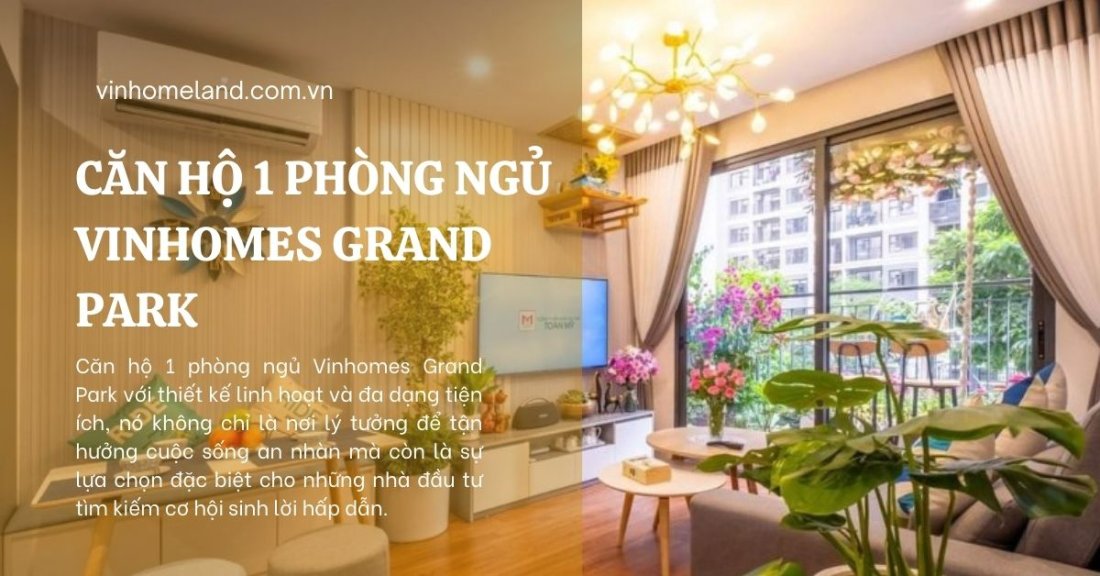 vinhomeland.com.vn
CĂN HỘ 1 PHÒNG NGỦ
VINHOMES GRAND
PARK
Căn hộ 1 phòng ngủ Vinhomes Grand
Park với thiết kế linh hoạt và đa dạng tiện
ích, nó không chỉ là nơi lý tưởng để tận
hưởng cuộc sống an nhàn mà còn là sự
lựa chọn đặc biệt cho những nhà đầu tư
tìm kiếm cơ hội sinh lời hấp dẫn.
TOÀN MỸ